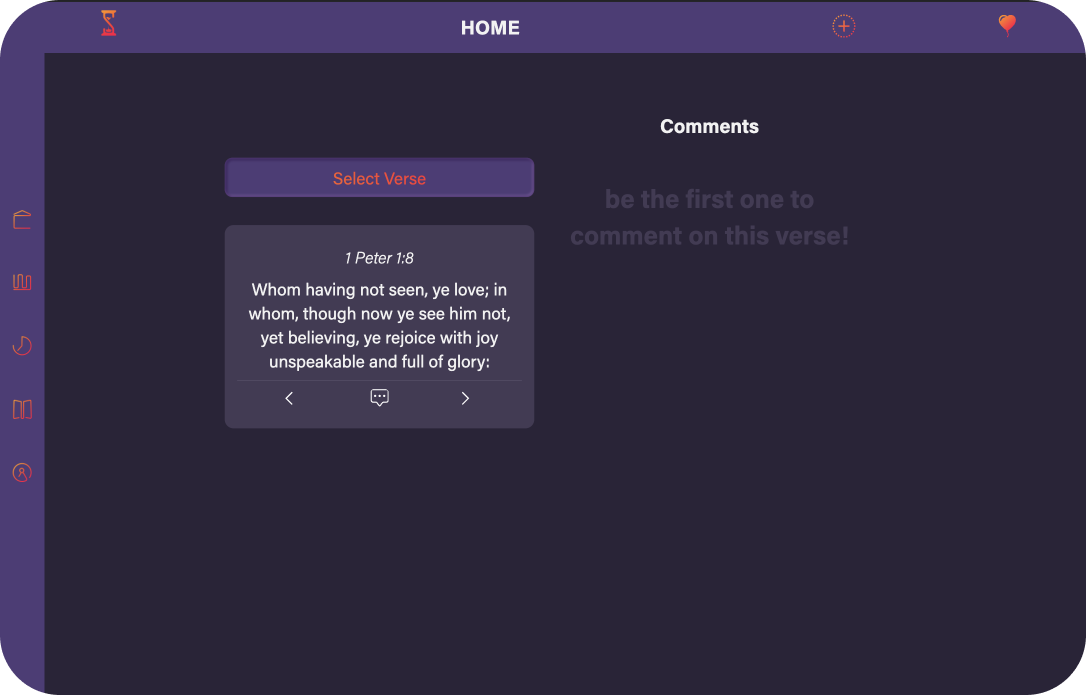 HOME
Select Verse
1 Peter 1:8
Whom having not seen, ye love; in
whom, though now ye see him not,
yet believing, ye rejoice with joy
unspeakable and full of glory:
Comments
be the first one to
comment on this verse!